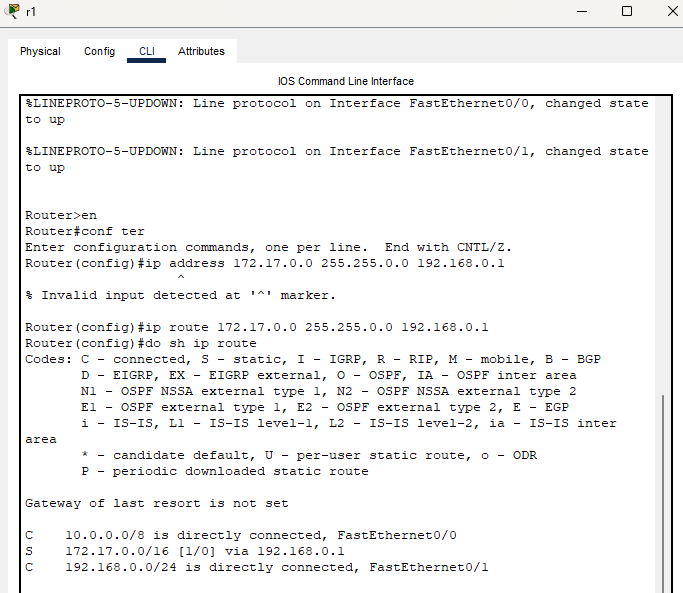 r1
Physical Config CLI Attributes
IOS Command Line Interface
%LINEPROTO-5-UPDOWN: Line protocol on Interface FastEthernet0/0, changed state
to up
%LINEPROTO-5-UPDOWN: Line protocol on Interface FastEthernet0/1, changed state
to up
Router>en
Router#conf ter
Enter configuration commands, one per line.  End with CNTL/Z.
Router(config)#ip address 172.17.0.0 255.255.0.0 192.168.0.1
^
% Invalid input detected at '^' marker.
Router(config)#ip route 172.17.0.0 255.255.0.0 192.168.0.1
Router(config)#do sh ip route
Codes: C - connected, S - static, I - IGRP, R - RIP, M - mobile, B - BGP
D - EIGRP, EX - EIGRP external, O - OSPF, IA - OSPF inter area
N1 - OSPF NSSA external type 1, N2 - OSPF NSSA external type 2
E1 - OSPF external type 1, E2 - OSPF external type 2, E - EGP
i - IS-IS, L1 - IS-IS level-1, L2 - IS-IS level-2, ia - IS-IS inter
area
* - candidate default, U - per-user static route, o - ODR
P - periodic downloaded static route
Gateway of last resort is not set
C    10.0.0.0/8 is directly connected, FastEthernet0/0
S    172.17.0.0/16 [1/0] via 192.168.0.1
C    192.168.0.0/24 is directly connected, FastEthernet0/1